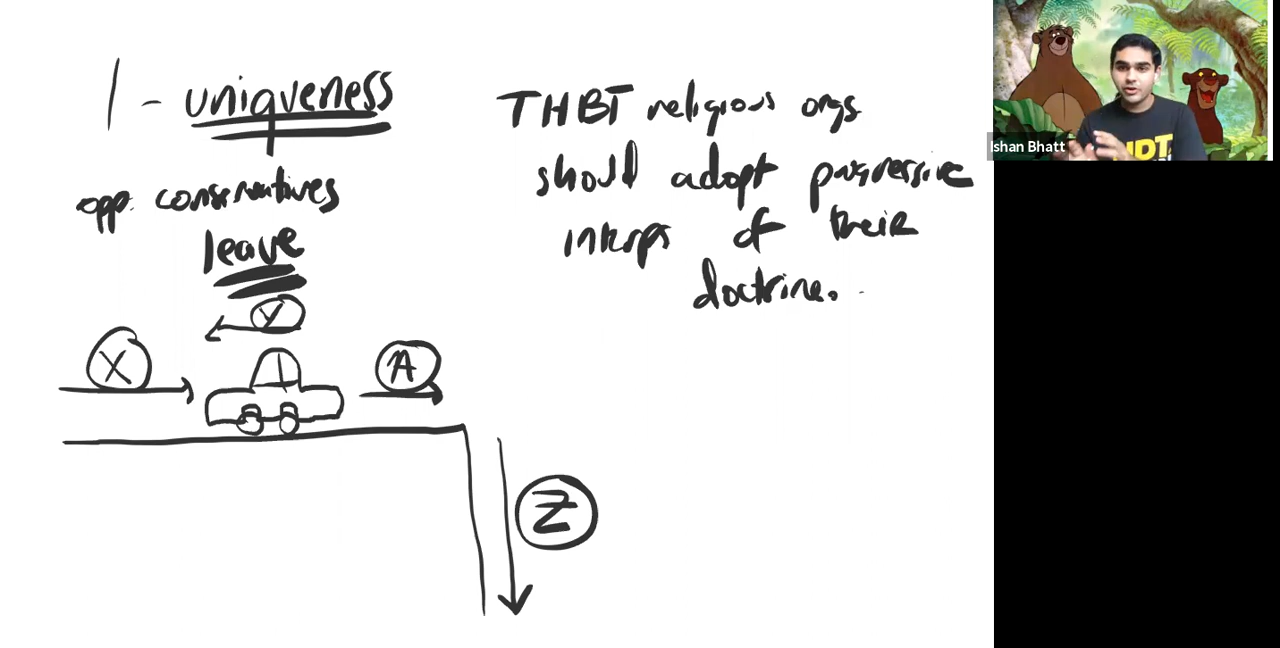 1 - uniqueness
opp. conservatives
leave
Y
X
A
Z
THBT religious orgs
should adopt progressive
interps of their
doctrine.
Ishan Bhatt